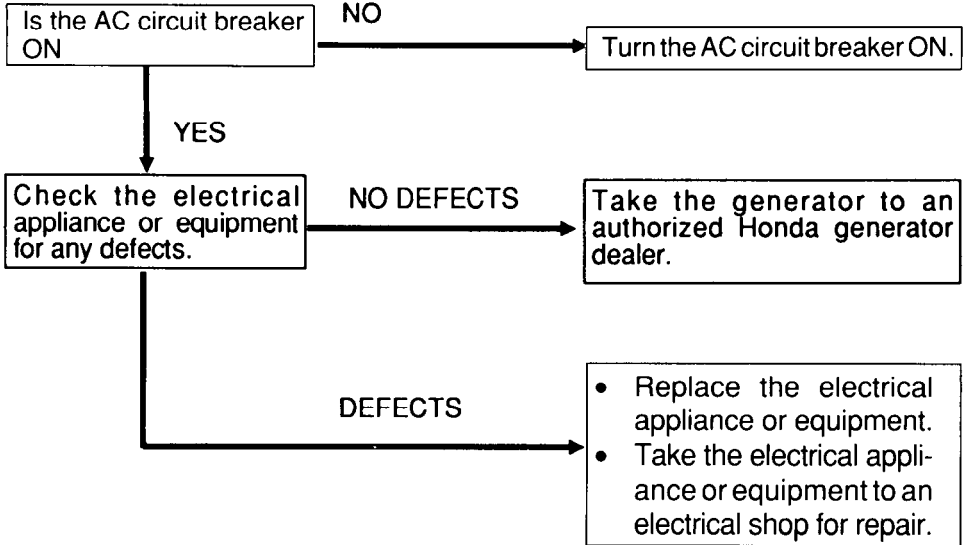 Is the AC circuit breaker
ON
NO
Turn the AC circuit breaker ON.
YES
Check the electrical
appliance or equipment
for any defects.
NO DEFECTS
Take the generator to an
authorized Honda generator
dealer.
DEFECTS
• Replace the electrical
appliance or equipment.
• Take the electrical appli-
ance or equipment to an
electrical shop for repair.